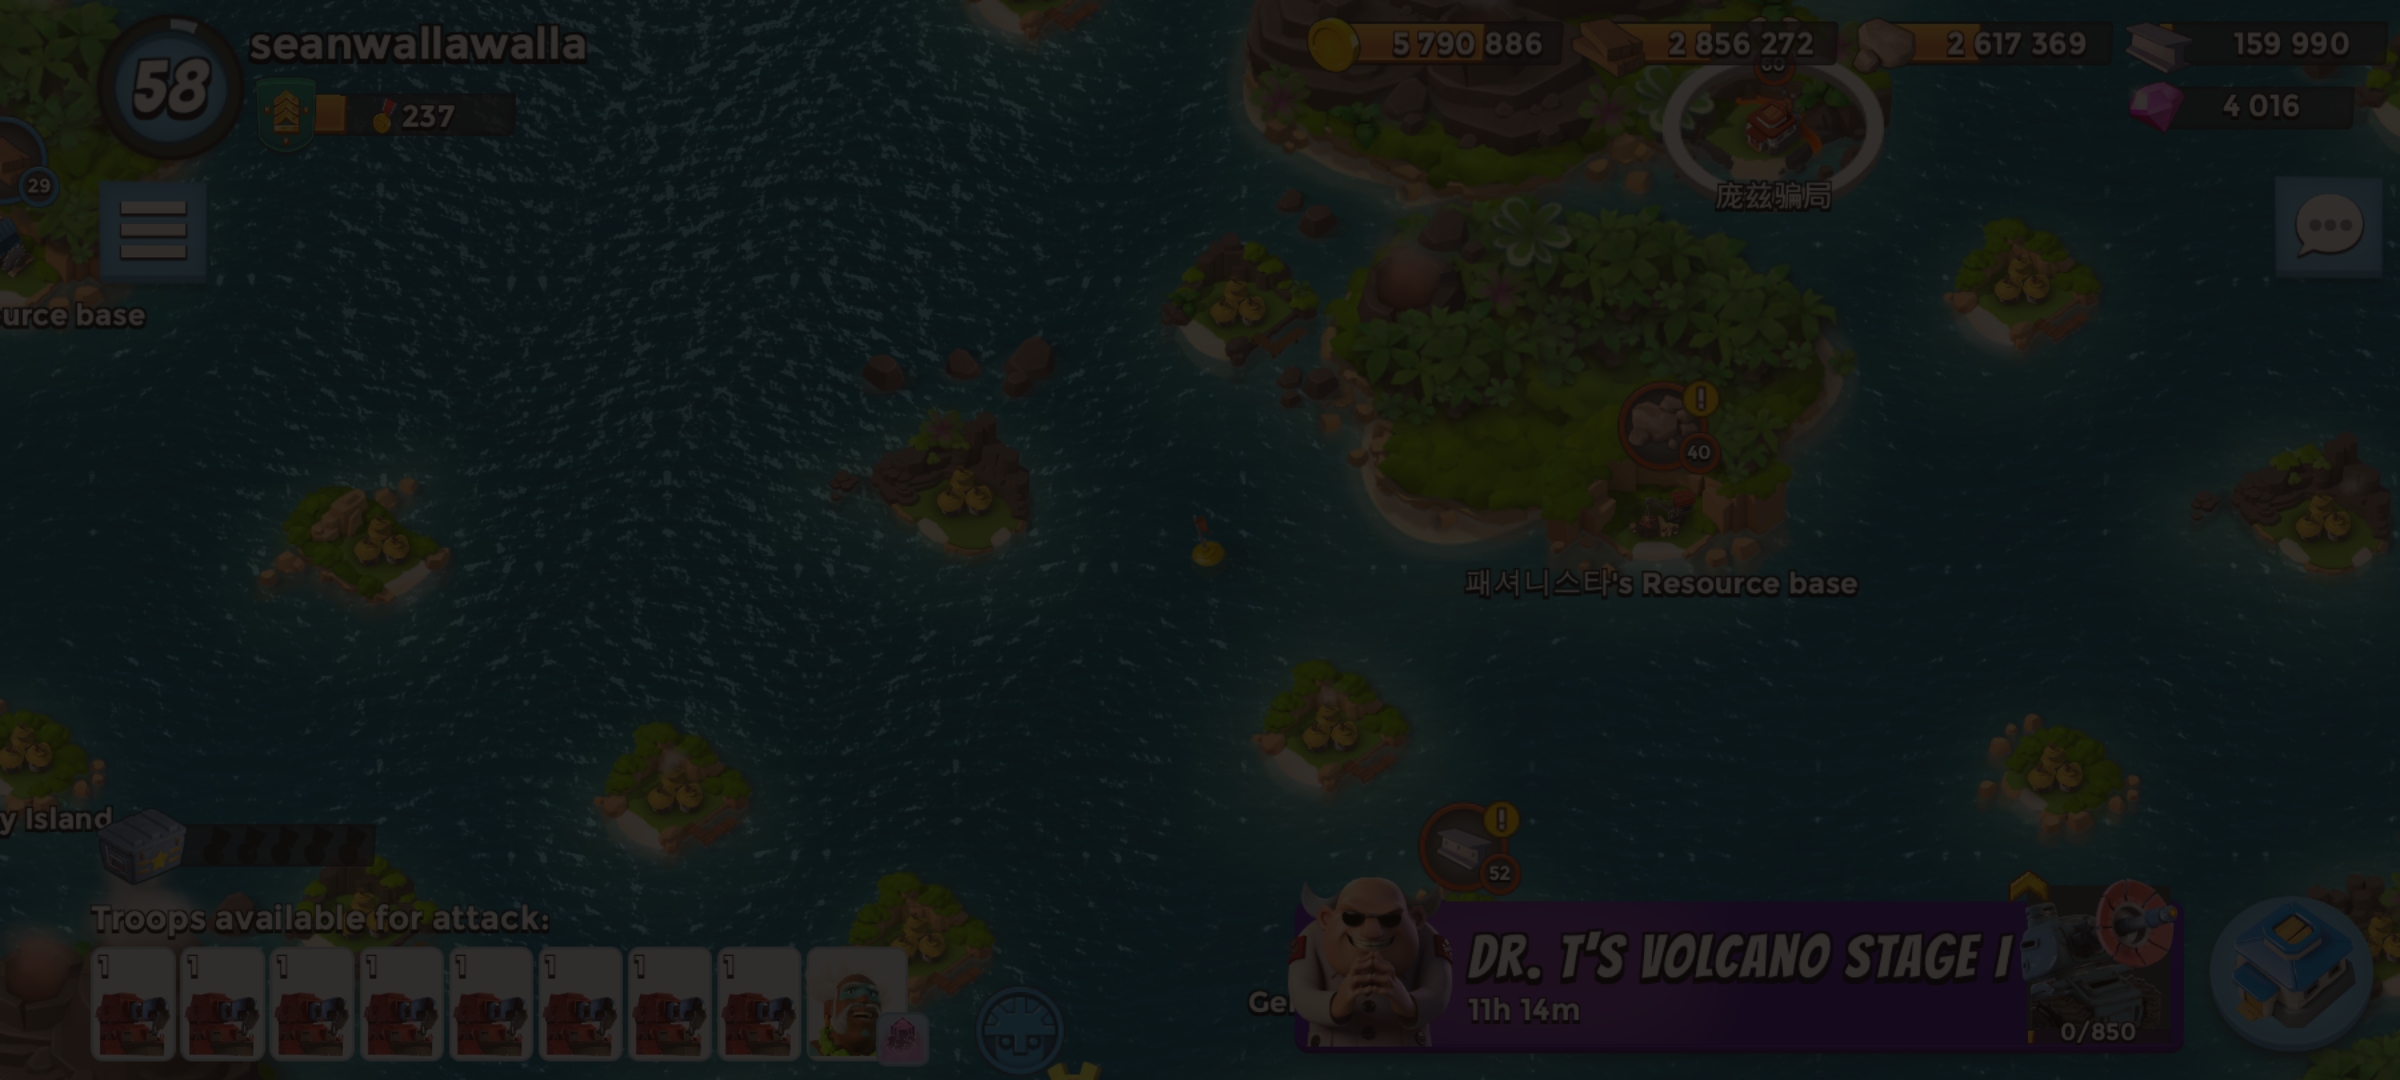 58
seanwallawalla
237
5 790 886
2 856 272
2 617 369
159 990
4 016
60
庞兹骗局
29
urce base
40
패셔니스타's Resource base
y Island
52
Troops available for attack:
1 1 1 1 1 1 1 1
Gel
DR. T'S VOLCANO STAGE I
11h 14m
0/850